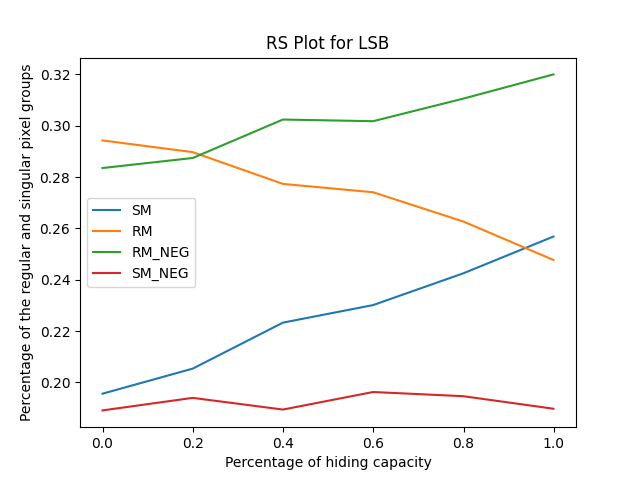 RS Plot for LSB
Percentage of the regular and singular pixel groups
0.32
0.30
0.28
0.26
0.24
0.22
0.20
SM
RM
RM_NEG
SM_NEG
0.0 0.2 0.4 0.6 0.8 1.0
Percentage of hiding capacity